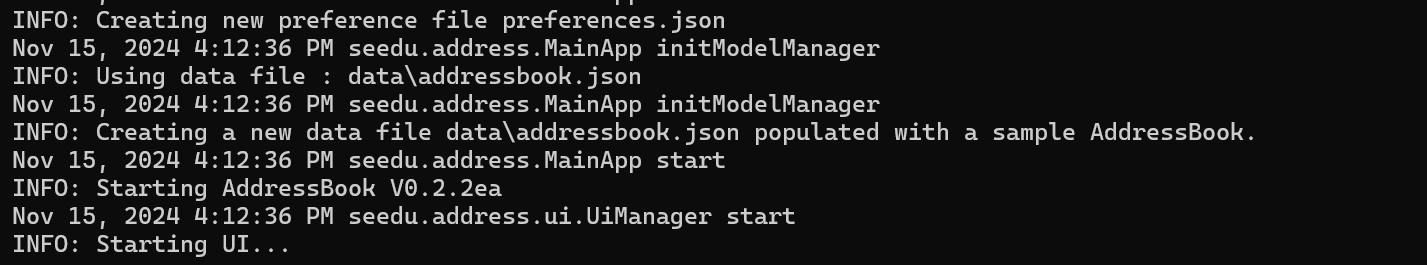 INFO: Creating new preference file preferences.json
Nov 15, 2024 4:12:36 PM seedu.address.MainApp initModelManager
INFO: Using data file : data\addressbook.json
Nov 15, 2024 4:12:36 PM seedu.address.MainApp initModelManager
INFO: Creating a new data file data\addressbook.json populated with a sample AddressBook.
Nov 15, 2024 4:12:36 PM seedu.address.MainApp start
INFO: Starting AddressBook V0.2.2ea
Nov 15, 2024 4:12:36 PM seedu.address.ui.UiManager start
INFO: Starting UI...